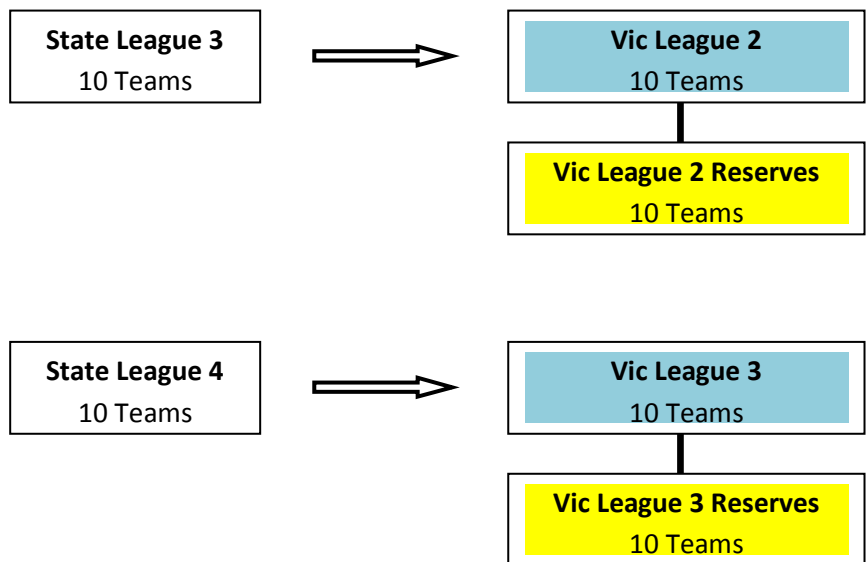 State League 3
10 Teams
Vic League 2
10 Teams
Vic League 2 Reserves
10 Teams
State League 4
10 Teams
Vic League 3
10 Teams
Vic League 3 Reserves
10 Teams